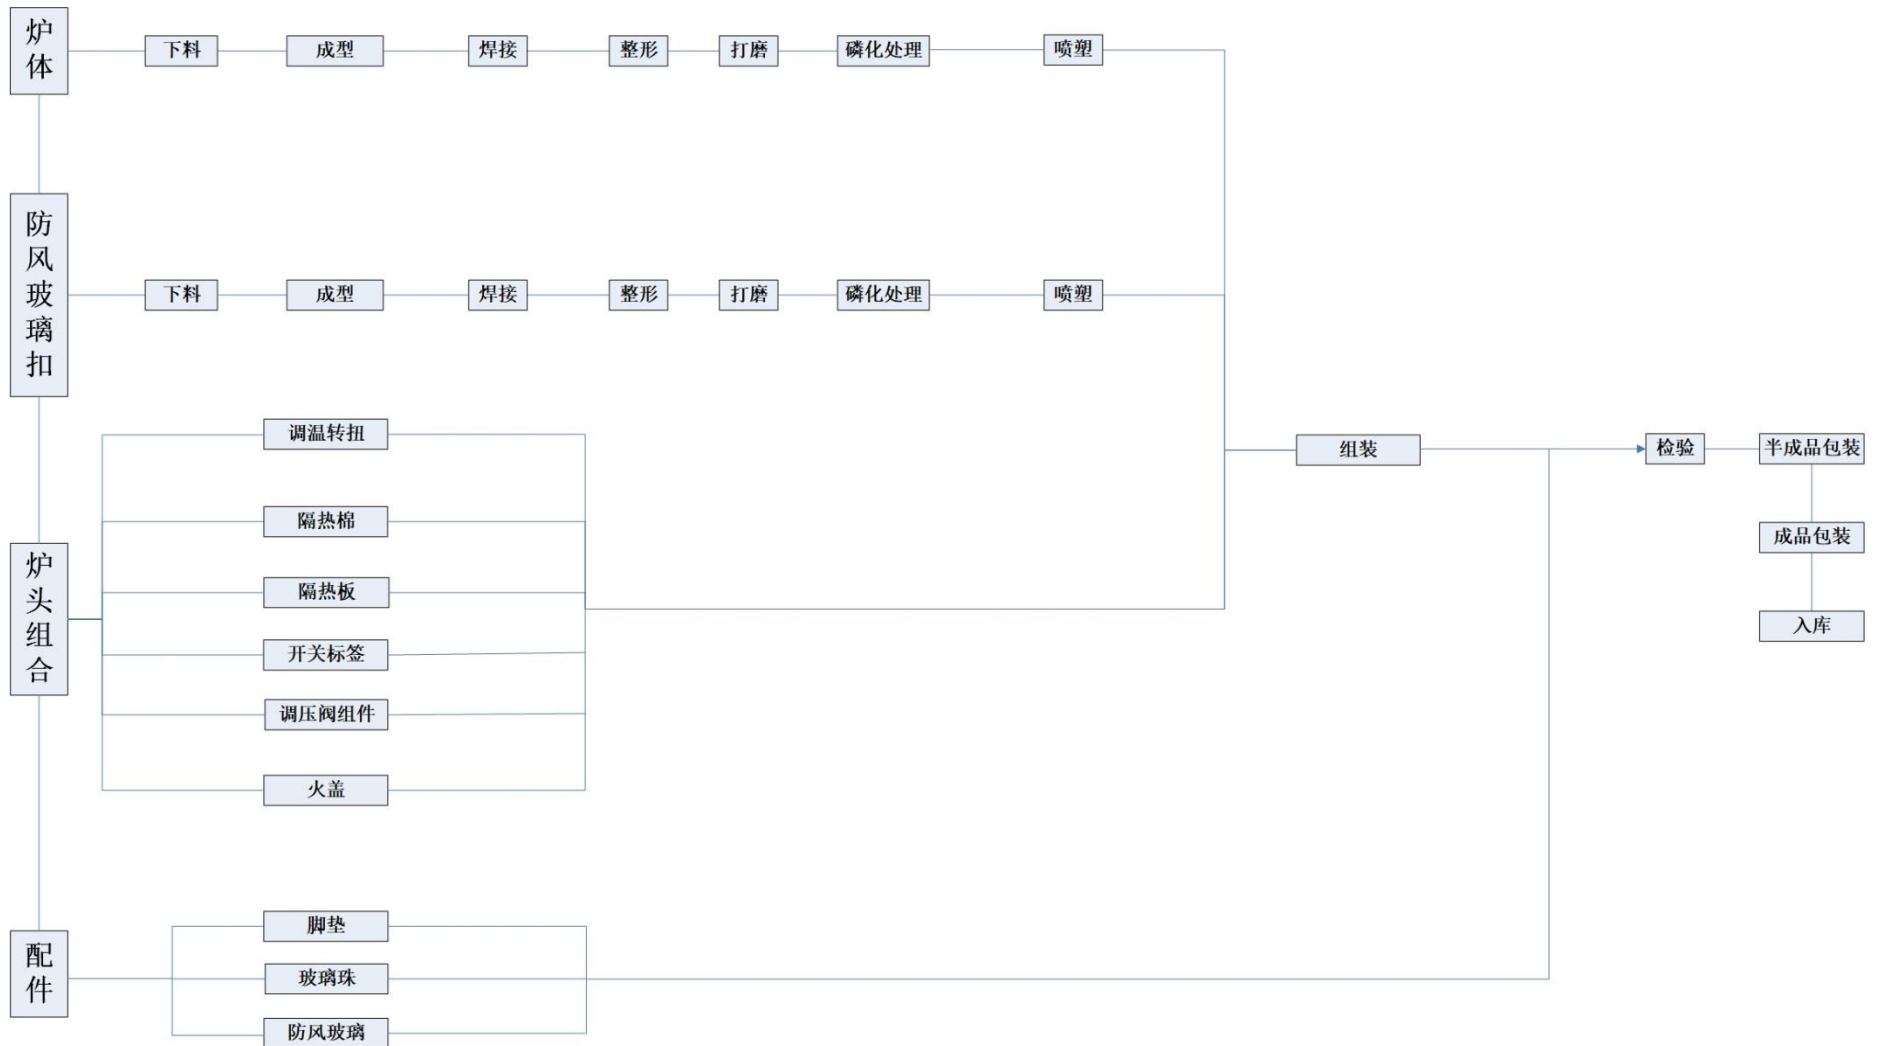 炉体
下料
成型
焊接
整形
打磨
磷化处理
喷塑
防风玻璃扣
下料
成型
焊接
整形
打磨
磷化处理
喷塑
炉头组合
调温转扭
隔热棉
隔热板
开关标签
调压阀组件
火盖
组装
检验
半成品包装
成品包装
入库
配件
脚垫
玻璃珠
防风玻璃